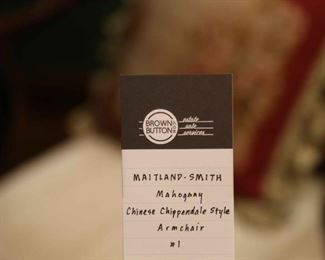 BROWN
BUTTON
estate
sale
services
MAITLAND-SMITH
Mahogany
Chinese Chippendale Style
Armchair
#1